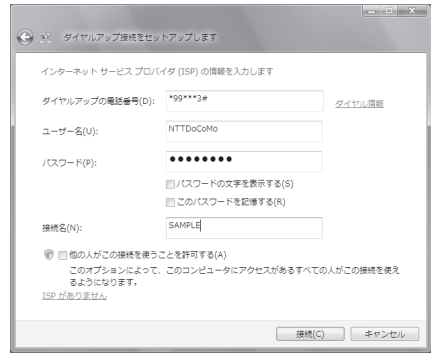 ダイヤルアップ接続をセットアップします
インターネット サービス プロバイダ (ISP) の情報を入力します
ダイヤルアップの電話番号(D): *99***3# ダイヤル情報
ユーザー名(U): NTTDoCoMo
パスワード(P): ●●●●●●●●
パスワードの文字を表示する(S)
このパスワードを記憶する(R)
接続名(N): SAMPLE
他の人がこの接続を使うことを許可する(A)
このオプションによって、このコンピュータにアクセスがあるすべての人がこの接続を使え
るようになります。
ISP がありません
接続(C) キャンセル